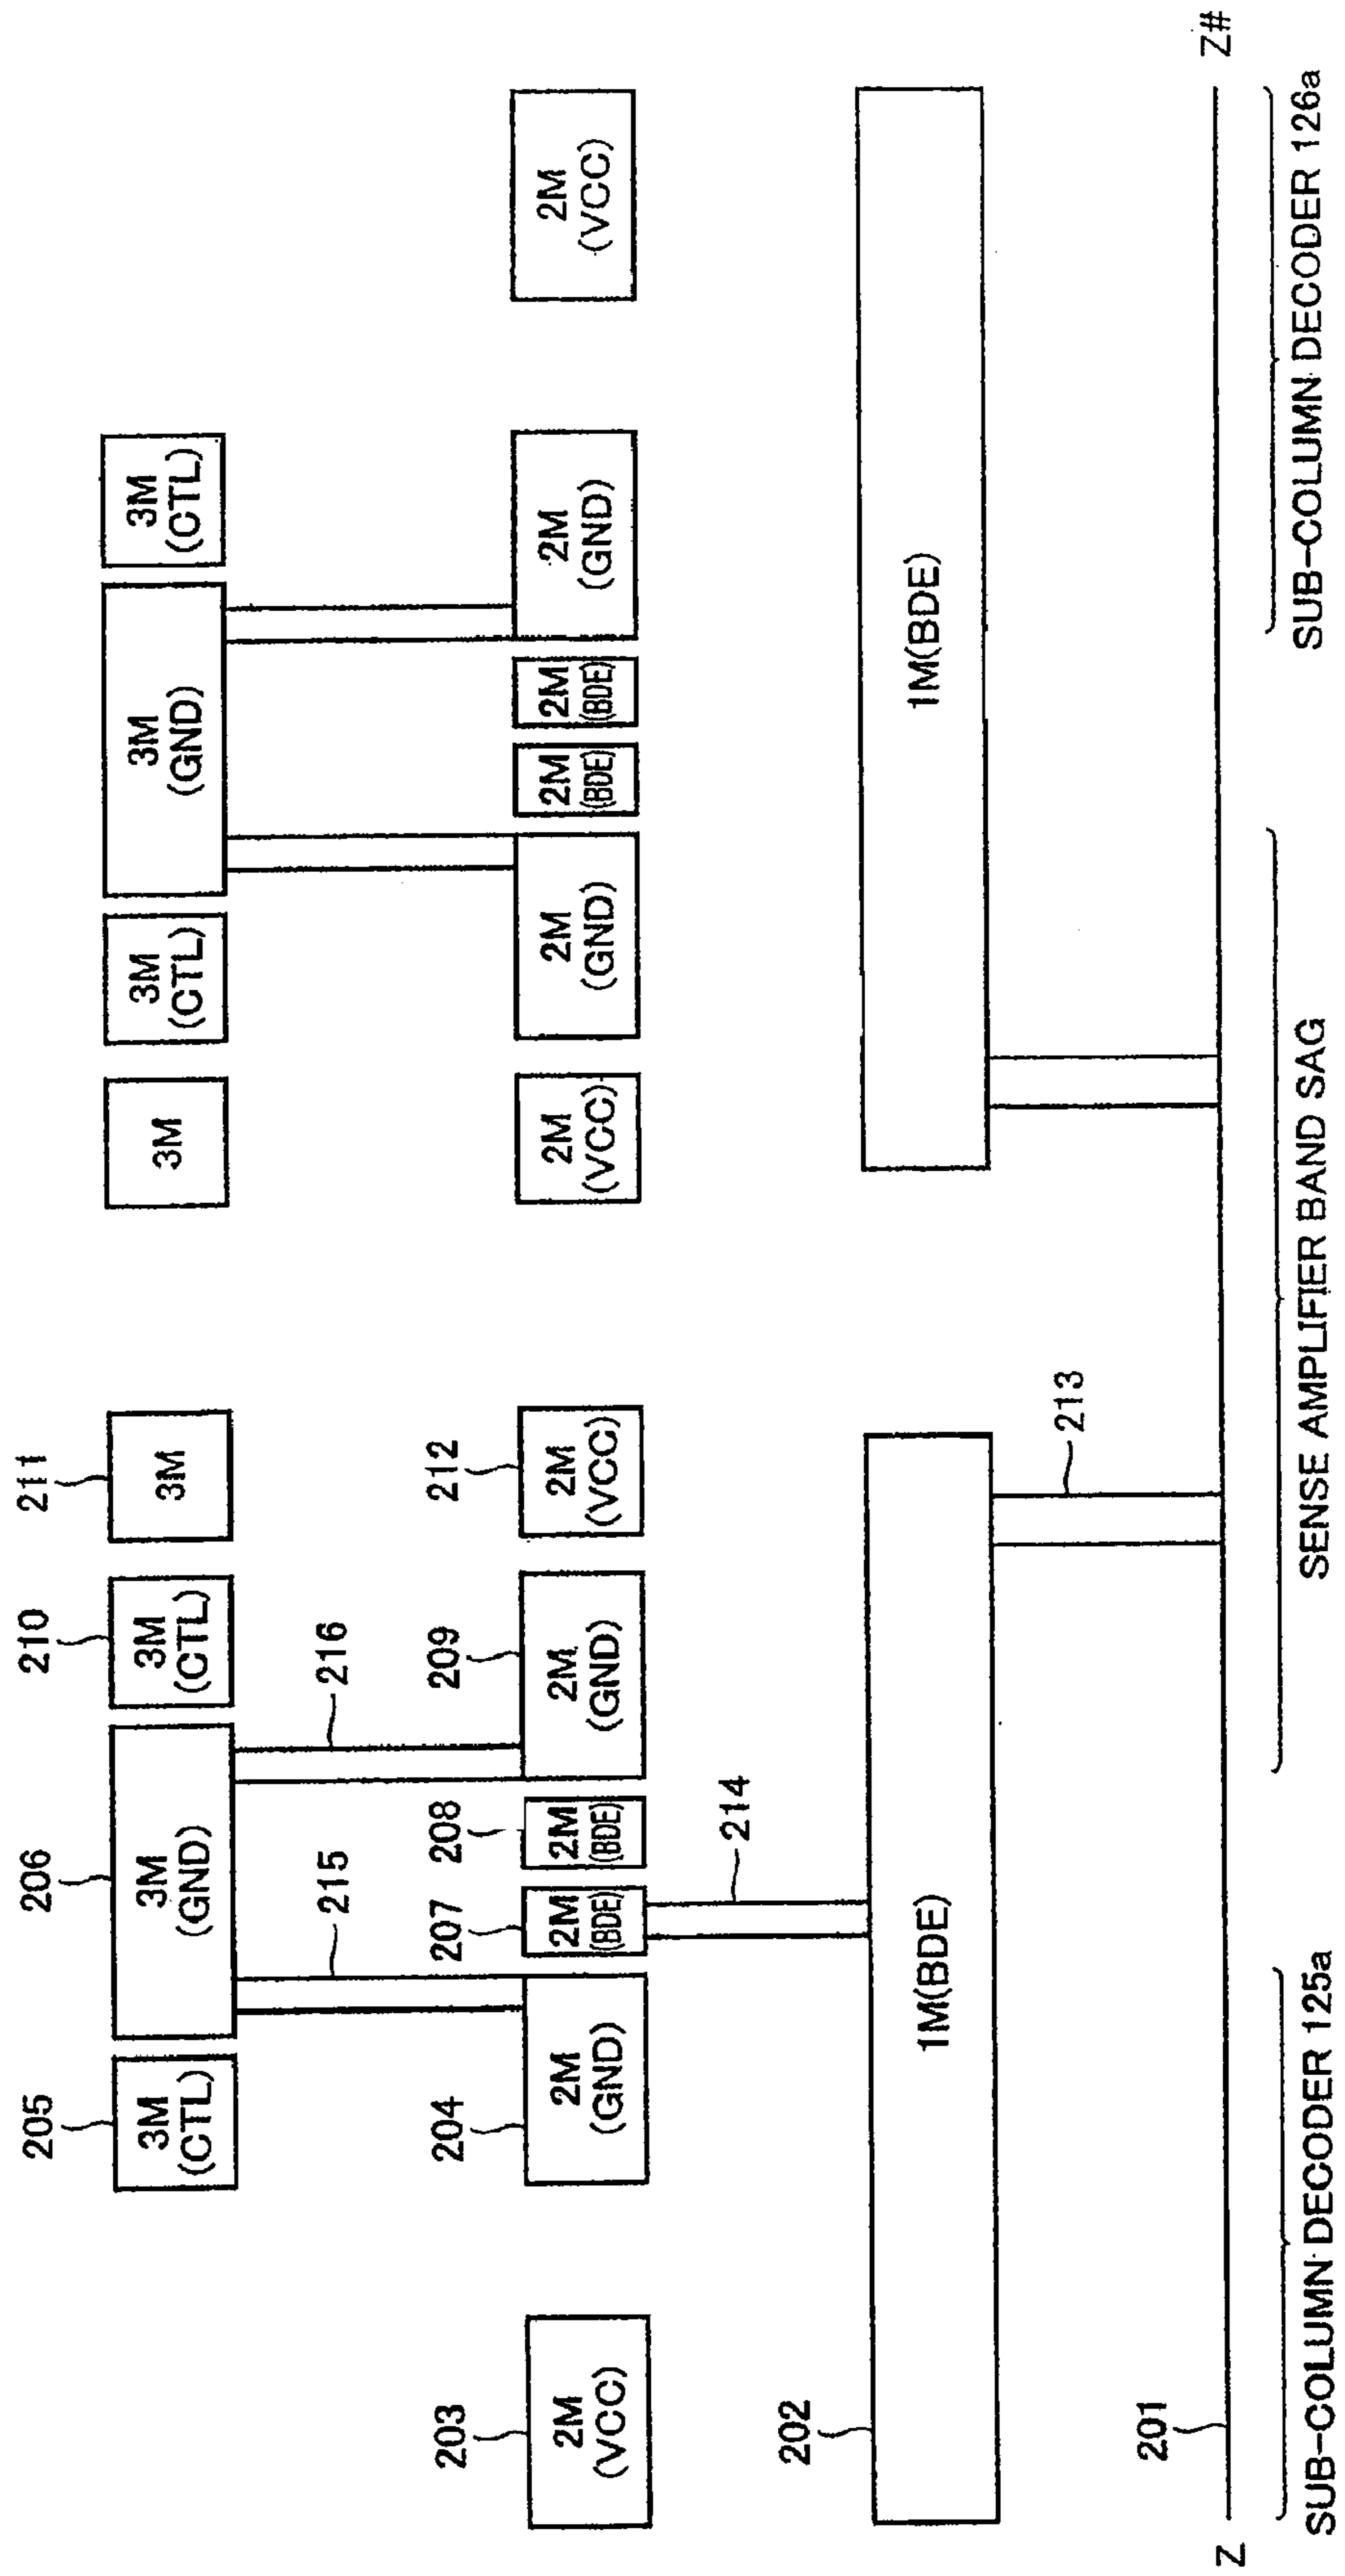 211
210
206
205
3M
(CTL)
3M
(GND)
3M
(CTL)
3M
3M
3M
(CTL)
3M
(GND)
3M
(CTL)
215
216
203
204
207
208
209
212
2M
(VCC)
2M
(GND)
2M
(BDE)
2M
(BDE)
2M
(GND)
2M
(VCC)
2M
(VCC)
2M
(GND)
2M
(BDE)
2M
(BDE)
2M
(GND)
2M
(VCC)
214
202
1M(BDE)
1M(BDE)
213
201
Z
Z#
SUB-COLUMN DECODER 125a
SENSE AMPLIFIER BAND SAG
SUB-COLUMN DECODER 126a